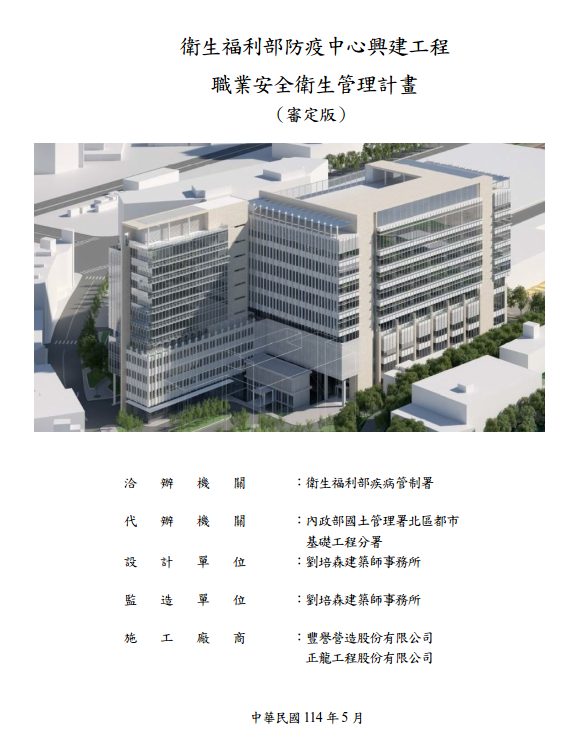 衛生福利部防疫中心興建工程
職業安全衛生管理計畫
（審定版）
洽辦機關：衛生福利部疾病管制署
代辦機關：內政部國土管理署北區都市
基礎工程分署
設計單位：劉培森建築師事務所
監造單位：劉培森建築師事務所
施工廠商：豐譽營造股份有限公司
正龍工程股份有限公司
中華民國 114 年 5 月